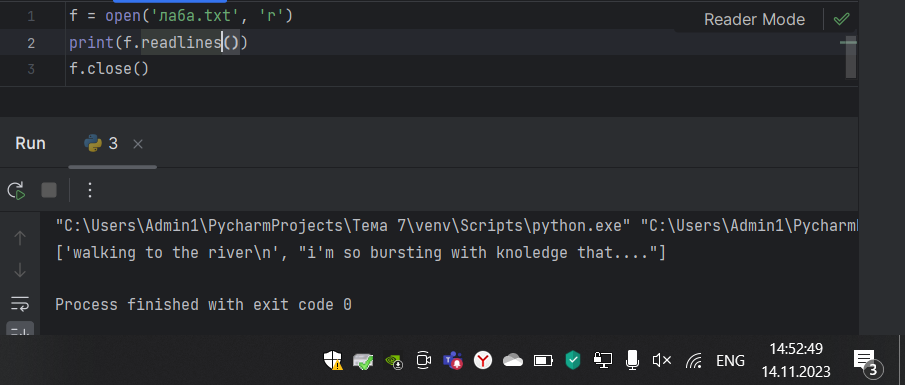 1 f = open('лаба.txt', 'r')
Reader Mode
2 print(f.readlines())
3 f.close()
Run 3
"C:\Users\Admin1\PycharmProjects\Тема 7\venv\Scripts\python.exe" "C:\Users\Admin1\Pycharm
['walking to the river\n', "i'm so bursting with knoledge that...."]
Process finished with exit code 0
ENG
14:52:49
14.11.2023
3